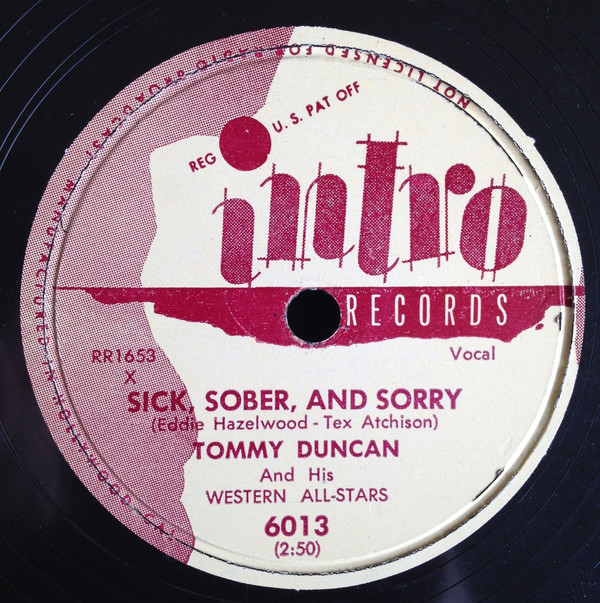 NOT LICENSED FOR RADIO BROADCAST. MANUFACTURED IN HOLLYWOOD CA.
REG U. S. PAT OFF
intro
RECORDS
RR1653
Vocal
X
SICK, SOBER, AND SORRY
(Eddie Hazelwood - Tex Atchison)
TOMMY DUNCAN
And His
WESTERN ALL-STARS
6013
(2:50)